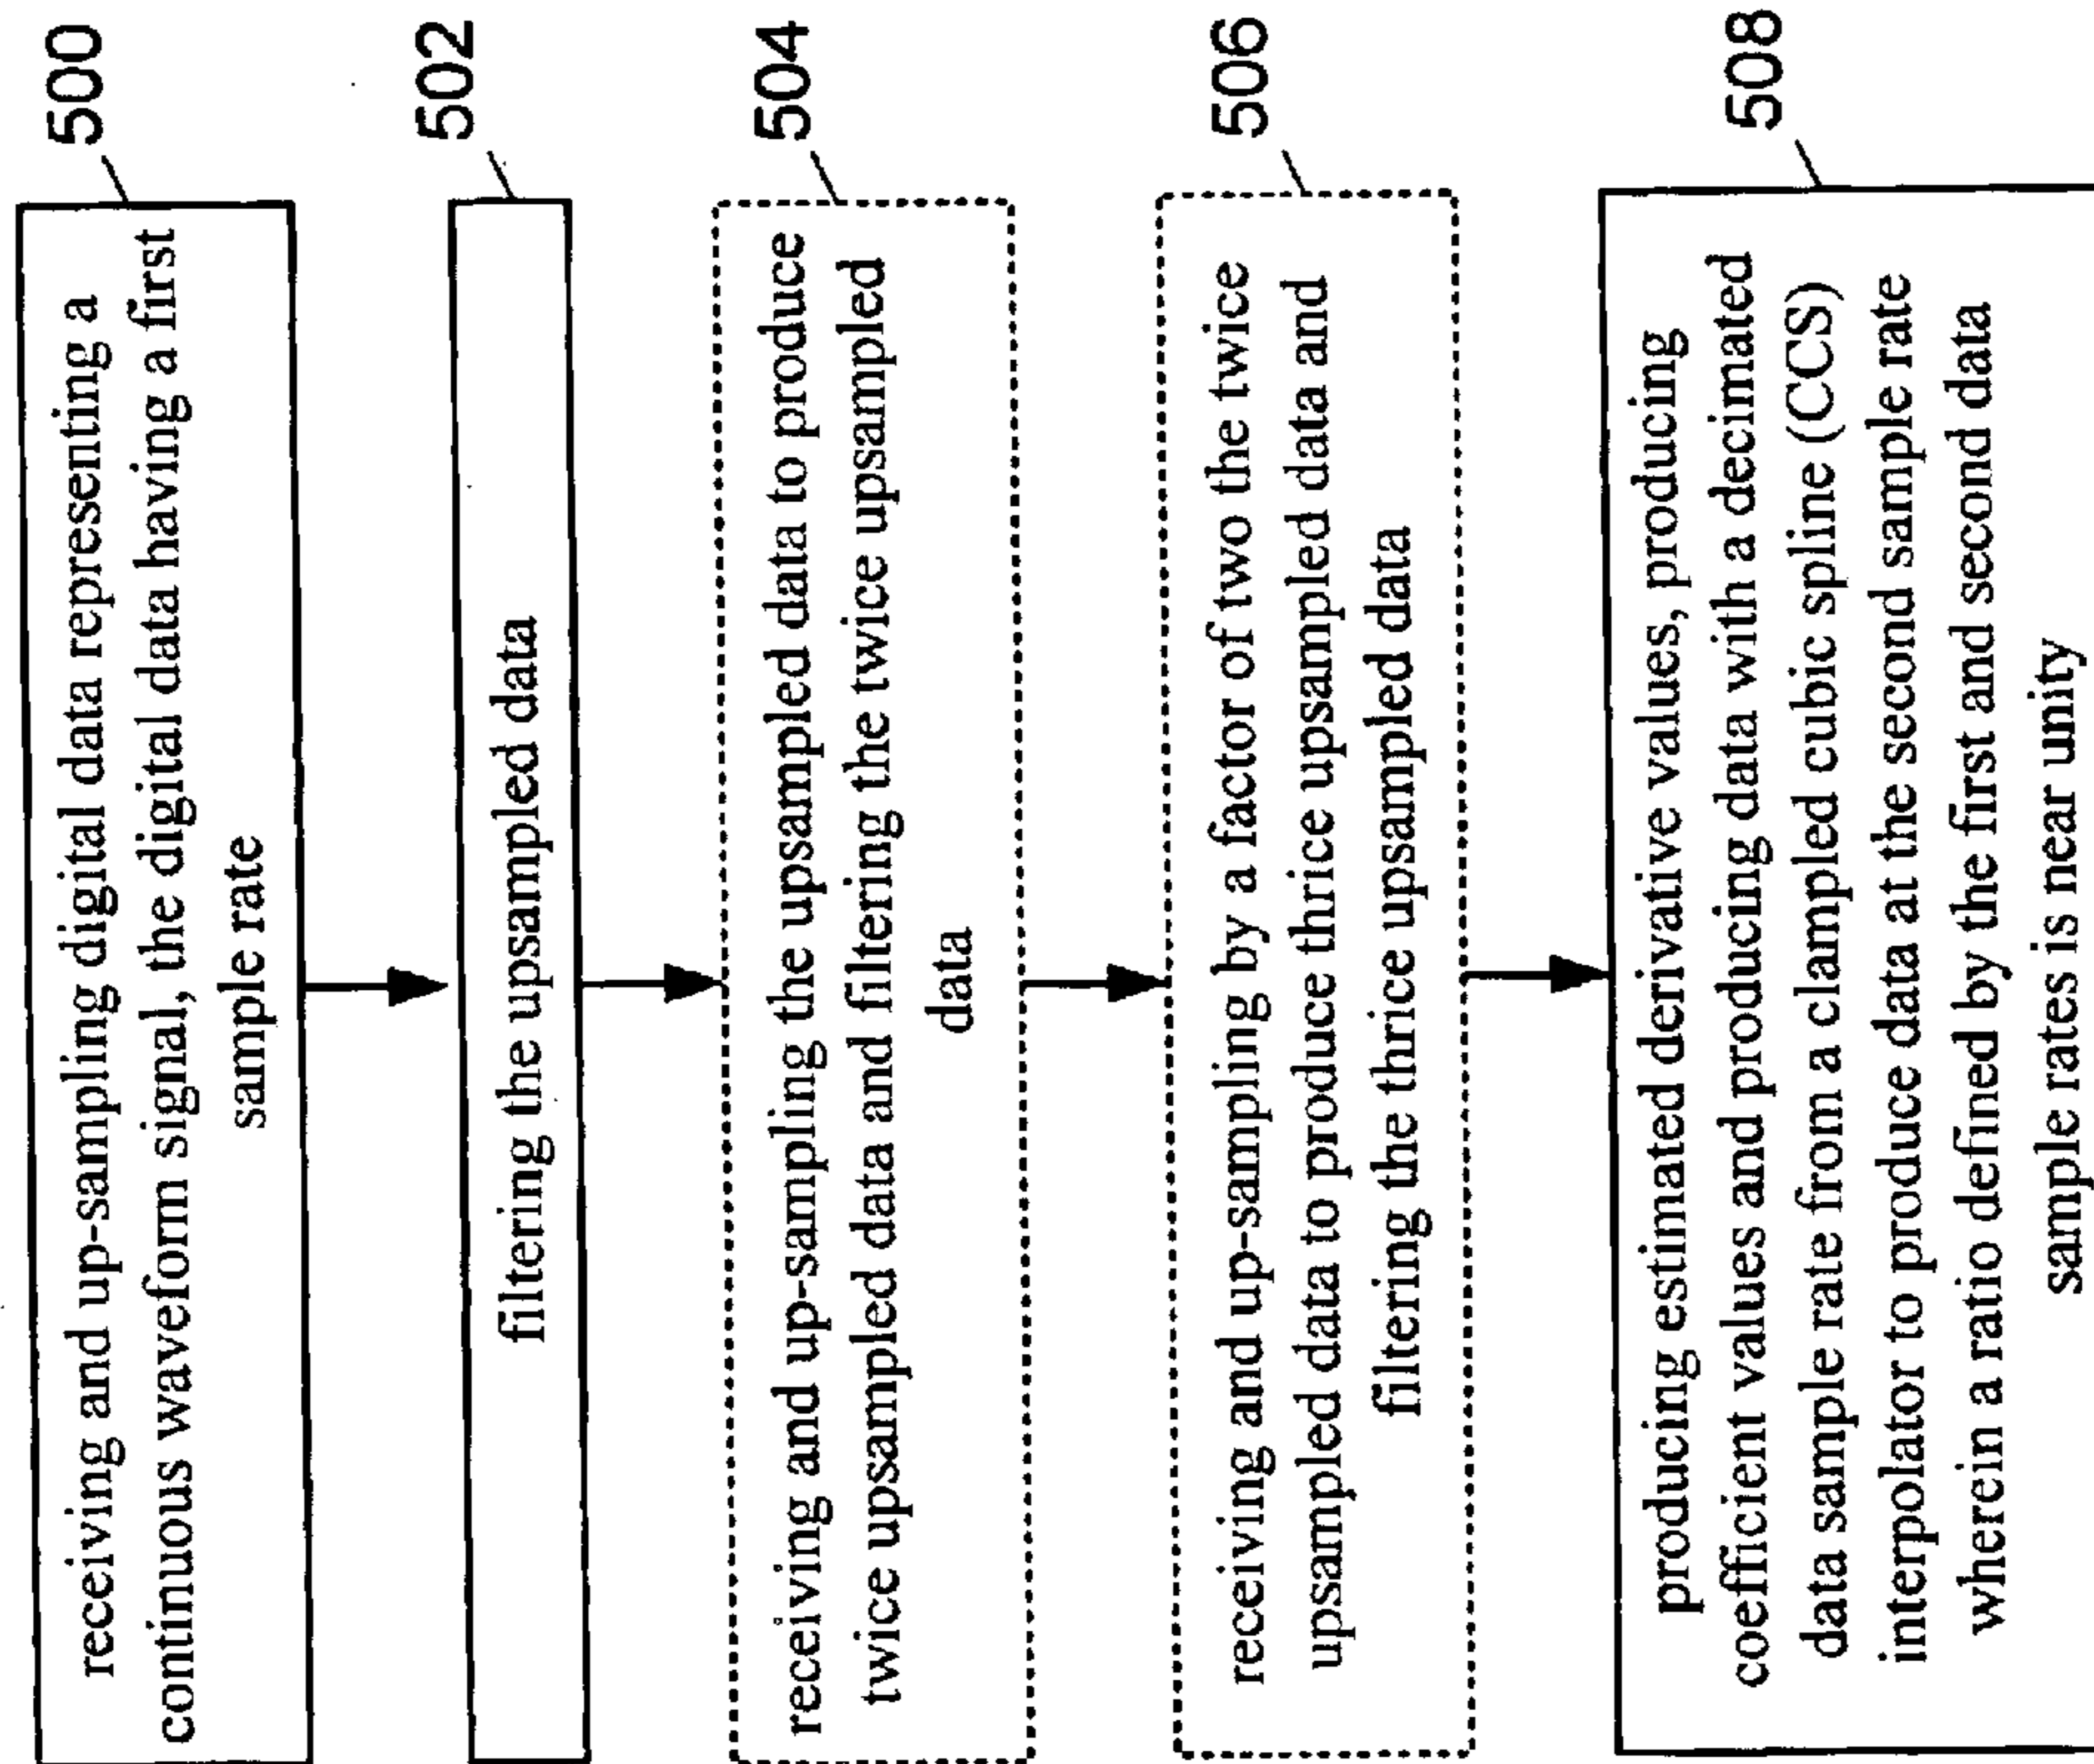 500
receiving and up-sampling digital data representing a
continuous waveform signal, the digital data having a first
sample rate
502
filtering the upsampled data
504
receiving and up-sampling the upsampled data to produce
twice upsampled data and filtering the twice upsampled
data
506
receiving and up-sampling by a factor of two the twice
upsampled data to produce thrice upsampled data and
filtering the thrice upsampled data
508
producing estimated derivative values, producing
coefficient values and producing data with a decimated
data sample rate from a clampled cubic spline (CCS)
interpolator to produce data at the second sample rate
wherein a ratio defined by the first and second data
sample rates is near unity